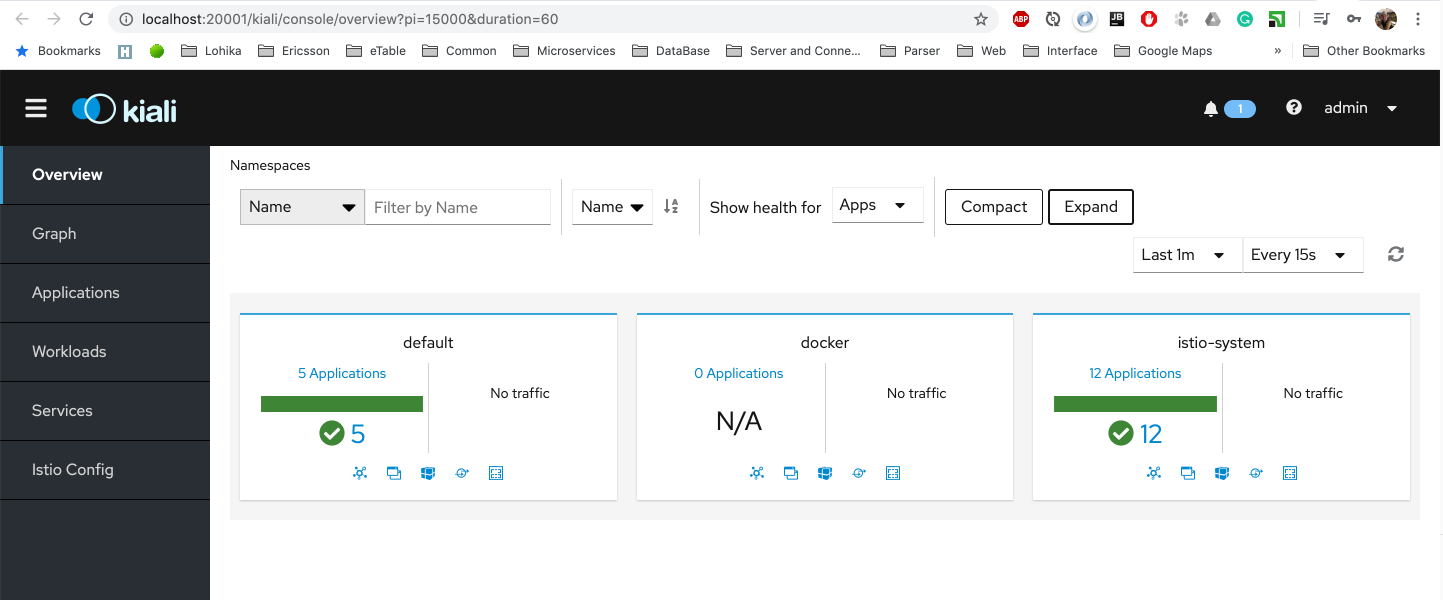 localhost:20001/kiali/console/overview?pi=15000&duration=60
ABP JB G
Bookmarks H Lohika Ericsson eTable Common Microservices DataBase Server and Conne... Parser Web Interface Google Maps » Other Bookmarks
kiali 1 admin
Overview
Graph
Applications
Workloads
Services
Istio Config
Namespaces
Name Filter by Name Name Show health for Apps Compact Expand
Last 1m Every 15s
default
5 Applications
No traffic
5
docker
0 Applications
No traffic
N/A
istio-system
12 Applications
No traffic
12